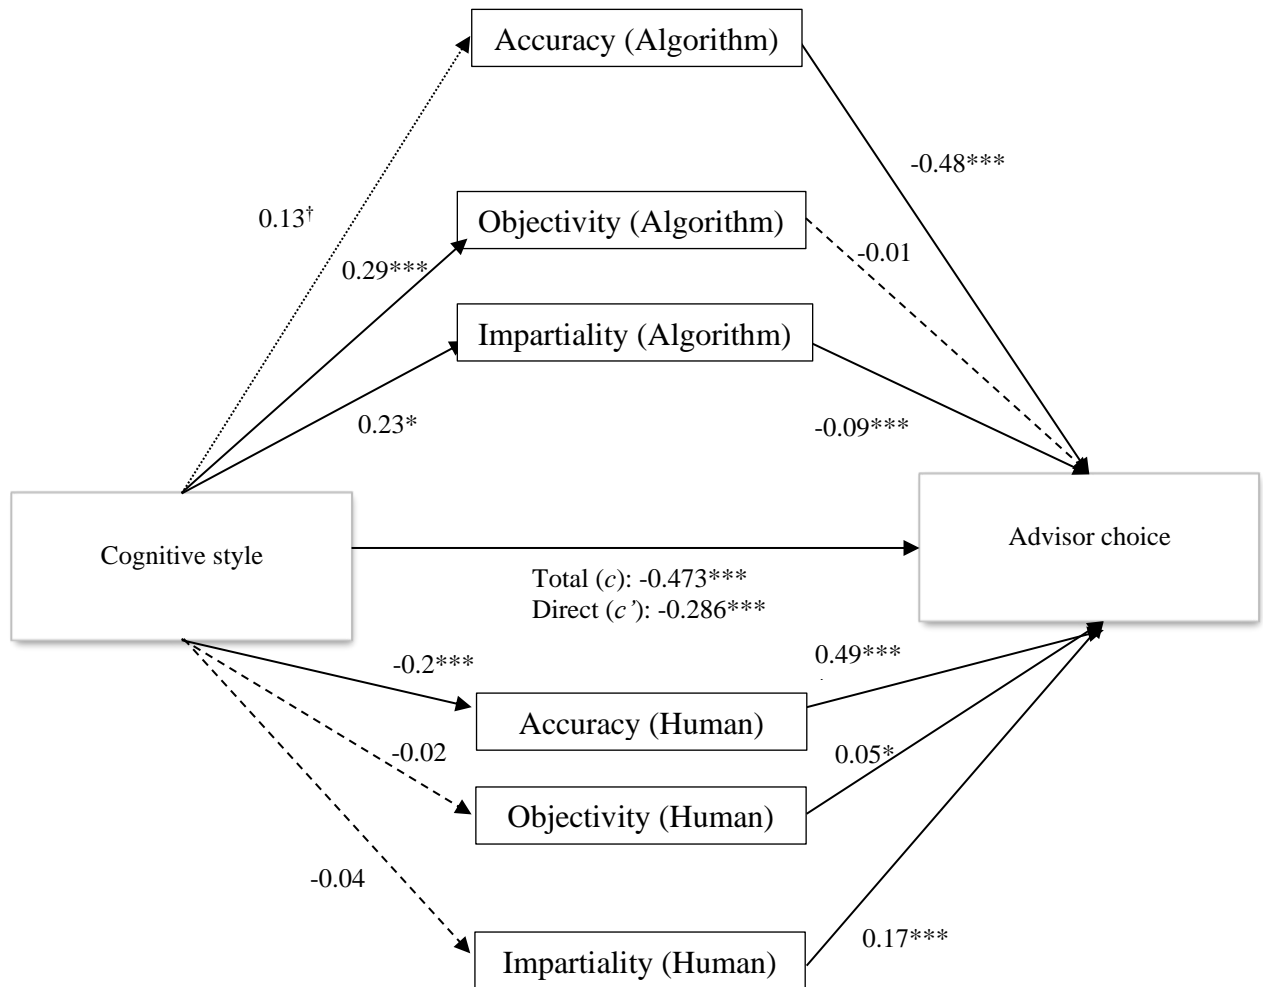 Accuracy (Algorithm)
-0.48***
0.13†
Objectivity (Algorithm)
-0.01
0.29***
Impartiality (Algorithm)
0.23*
-0.09***
Cognitive style
Advisor choice
Total (c): -0.473***
Direct (c’): -0.286***
-0.2***
0.49***
Accuracy (Human)
-0.02
0.05*
Objectivity (Human)
-0.04
0.17***
Impartiality (Human)